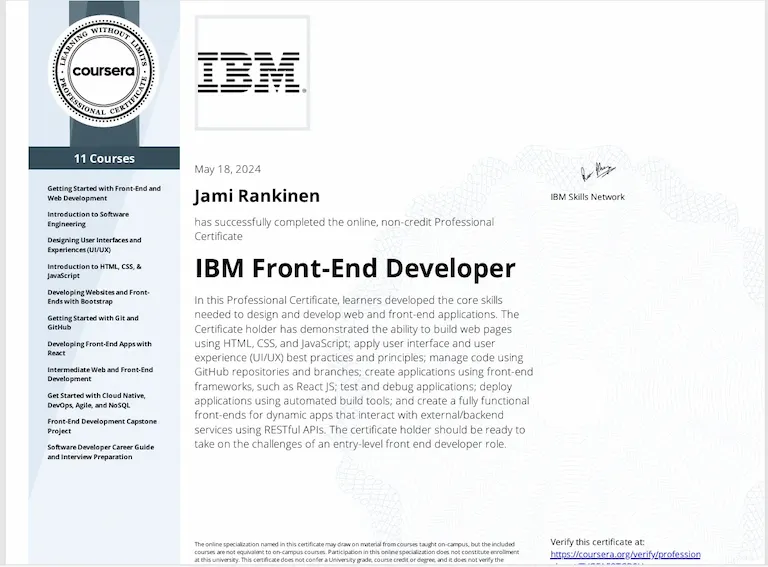 LEARNING WITHOUT LIMITS
coursera
PROFESSIONAL CERTIFICATE
11 Courses
Getting Started with Front-End and
Web Development
Introduction to Software
Engineering
Designing User Interfaces and
Experiences (UI/UX)
Introduction to HTML, CSS, &
JavaScript
Developing Websites and Front-
Ends with Bootstrap
Getting Started with Git and
GitHub
Developing Front-End Apps with
React
Intermediate Web and Front-End
Development
Get Started with Cloud Native,
DevOps, Agile, and NoSQL
Front-End Development Capstone
Project
Software Developer Career Guide
and Interview Preparation
IBM
May 18, 2024
Jami Rankinen
has successfully completed the online, non-credit Professional
Certificate
IBM Front-End Developer
In this Professional Certificate, learners developed the core skills
needed to design and develop web and front-end applications. The
Certificate holder has demonstrated the ability to build web pages
using HTML, CSS, and JavaScript; apply user interface and user
experience (UI/UX) best practices and principles; manage code using
GitHub repositories and branches; create applications using front-end
frameworks, such as React JS; test and debug applications; deploy
applications using automated build tools; and create a fully functional
front-ends for dynamic apps that interact with external/backend
services using RESTful APIs. The certificate holder should be ready to
take on the challenges of an entry-level front end developer role.
IBM Skills Network
The online specialization named in this certificate may draw on material from courses taught on-campus, but the included
courses are not equivalent to on-campus courses. Participation in this online specialization does not constitute enrollment
at this university. This certificate does not confer a University grade, course credit or degree, and it does not verify the
Verify this certificate at:
https://coursera.org/verify/profession